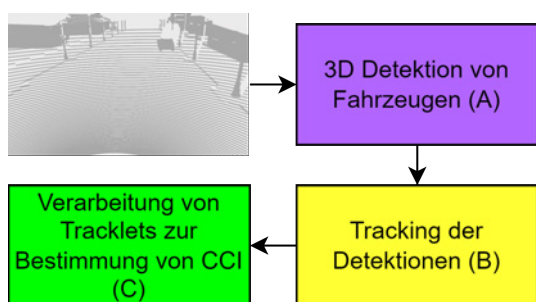 3D Detektion von
Fahrzeugen (A)
Tracking der
Detektionen (B)
Verarbeitung von
Tracklets zur
Bestimmung von CCI
(C)